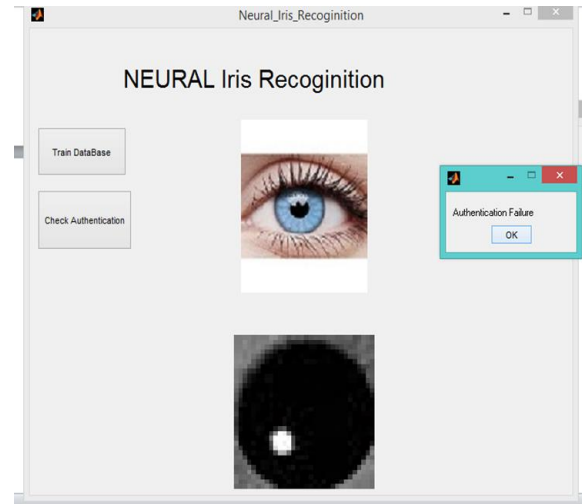 Neural_Iris_Recoginition
NEURAL Iris Recoginition
Train DataBase
Check Authentication
Authentication Failure
OK